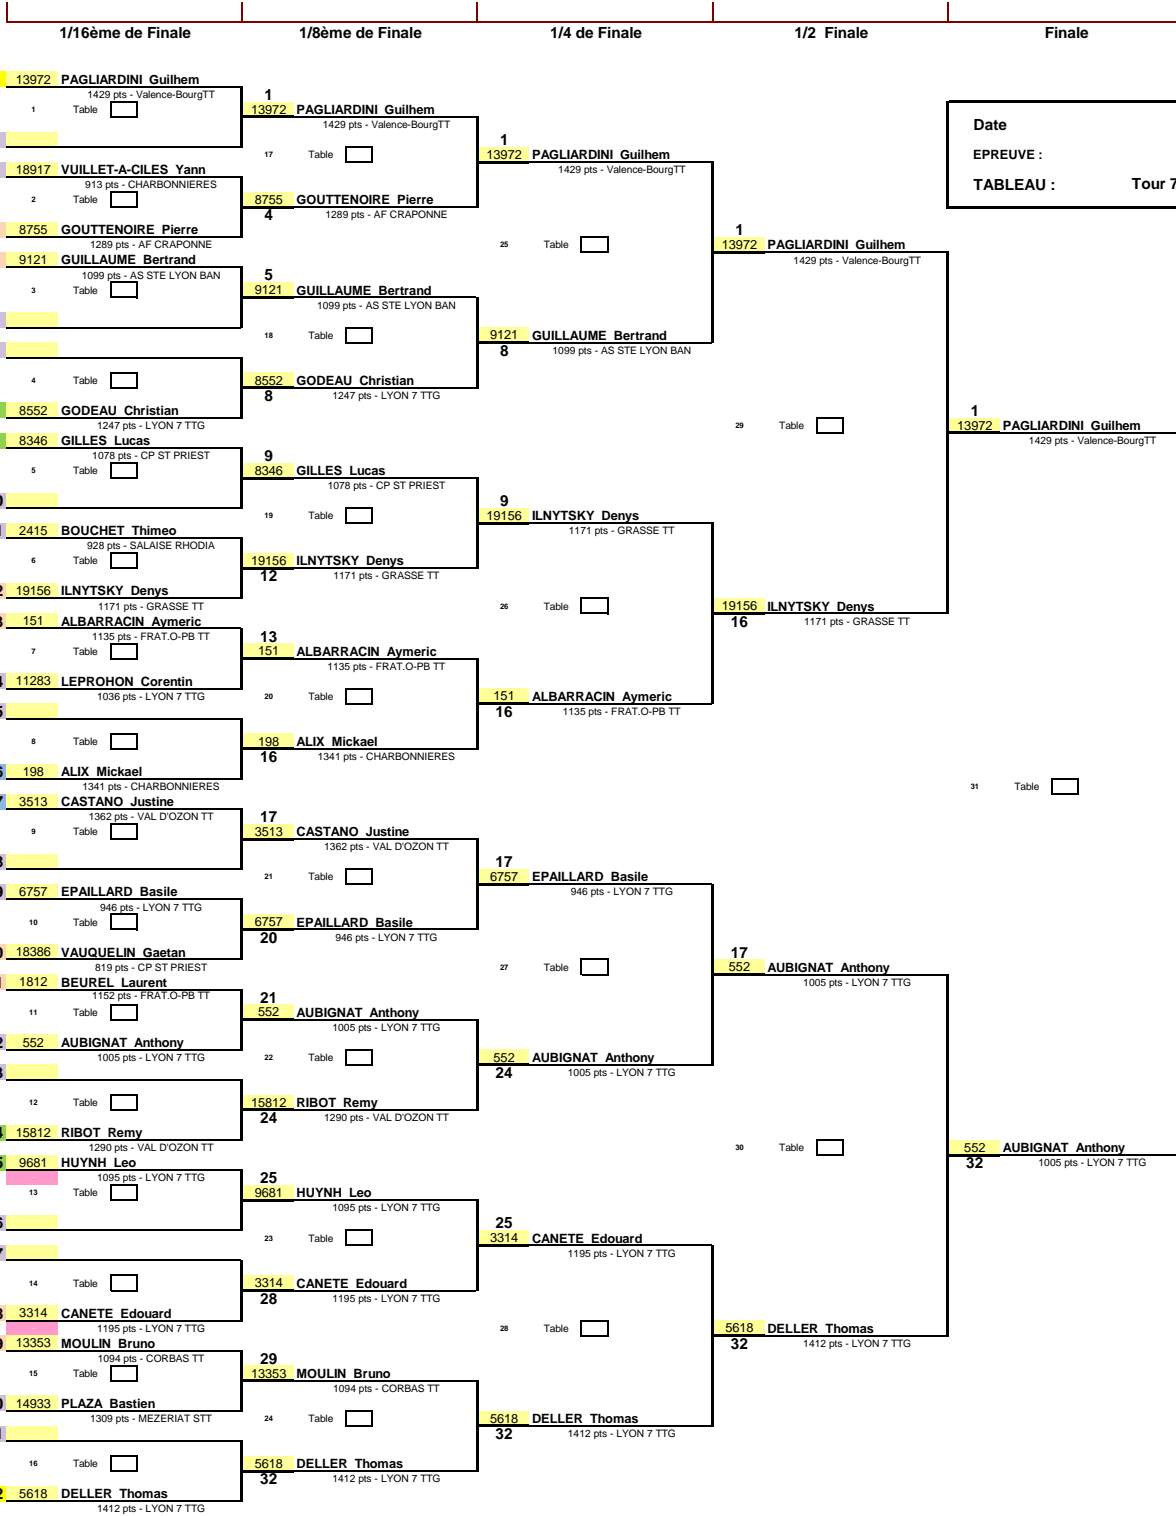 1/16ème de Finale
1/8ème de Finale
1/4 de Finale
1/2 Finale
Finale
Date
EPREUVE :
TABLEAU : Tour 7
13972 PAGLIARDINI Guilhem
1429 pts - Valence-BourgTT
1 Table
18917 VUILLET-A-CILES Yann
913 pts - CHARBONNIERES
2 Table
8755 GOUTTENOIRE Pierre
1289 pts - AF CRAPONNE
9121 GUILLAUME Bertrand
1099 pts - AS STE LYON BAN
3 Table
4 Table
8552 GODEAU Christian
1247 pts - LYON 7 TTG
8346 GILLES Lucas
1078 pts - CP ST PRIEST
5 Table
2415 BOUCHET Thimeo
928 pts - SALAISE RHODIA
6 Table
19156 ILNYTSKY Denys
1171 pts - GRASSE TT
151 ALBARRACIN Aymeric
1135 pts - FRAT.O-PB TT
7 Table
11283 LEPROHON Corentin
1036 pts - LYON 7 TTG
8 Table
198 ALIX Mickael
1341 pts - CHARBONNIERES
3513 CASTANO Justine
1362 pts - VAL D'OZON TT
9 Table
6757 EPAILLARD Basile
946 pts - LYON 7 TTG
10 Table
18386 VAUQUELIN Gaetan
819 pts - CP ST PRIEST
1812 BEUREL Laurent
1152 pts - FRAT.O-PB TT
11 Table
552 AUBIGNAT Anthony
1005 pts - LYON 7 TTG
12 Table
15812 RIBOT Remy
1290 pts - VAL D'OZON TT
9681 HUYNH Leo
1095 pts - LYON 7 TTG
13 Table
14 Table
3314 CANETE Edouard
1195 pts - LYON 7 TTG
13353 MOULIN Bruno
1094 pts - CORBAS TT
15 Table
14933 PLAZA Bastien
1309 pts - MEZERIAT STT
16 Table
5618 DELLER Thomas
1412 pts - LYON 7 TTG
1
13972 PAGLIARDINI Guilhem
1429 pts - Valence-BourgTT
17 Table
8755 GOUTTENOIRE Pierre
4 1289 pts - AF CRAPONNE
5
9121 GUILLAUME Bertrand
1099 pts - AS STE LYON BAN
18 Table
8552 GODEAU Christian
8 1247 pts - LYON 7 TTG
9
8346 GILLES Lucas
1078 pts - CP ST PRIEST
19 Table
19156 ILNYTSKY Denys
12 1171 pts - GRASSE TT
13
151 ALBARRACIN Aymeric
1135 pts - FRAT.O-PB TT
20 Table
198 ALIX Mickael
16 1341 pts - CHARBONNIERES
17
3513 CASTANO Justine
1362 pts - VAL D'OZON TT
21 Table
6757 EPAILLARD Basile
20 946 pts - LYON 7 TTG
21
552 AUBIGNAT Anthony
1005 pts - LYON 7 TTG
22 Table
15812 RIBOT Remy
24 1290 pts - VAL D'OZON TT
25
9681 HUYNH Leo
1095 pts - LYON 7 TTG
23 Table
3314 CANETE Edouard
28 1195 pts - LYON 7 TTG
29
13353 MOULIN Bruno
1094 pts - CORBAS TT
24 Table
5618 DELLER Thomas
32 1412 pts - LYON 7 TTG
1
13972 PAGLIARDINI Guilhem
1429 pts - Valence-BourgTT
25 Table
9121 GUILLAUME Bertrand
8 1099 pts - AS STE LYON BAN
9
19156 ILNYTSKY Denys
1171 pts - GRASSE TT
26 Table
151 ALBARRACIN Aymeric
16 1135 pts - FRAT.O-PB TT
17
6757 EPAILLARD Basile
946 pts - LYON 7 TTG
27 Table
552 AUBIGNAT Anthony
24 1005 pts - LYON 7 TTG
25
3314 CANETE Edouard
1195 pts - LYON 7 TTG
28 Table
5618 DELLER Thomas
32 1412 pts - LYON 7 TTG
1
13972 PAGLIARDINI Guilhem
1429 pts - Valence-BourgTT
29 Table
19156 ILNYTSKY Denys
16 1171 pts - GRASSE TT
17
552 AUBIGNAT Anthony
1005 pts - LYON 7 TTG
30 Table
5618 DELLER Thomas
32 1412 pts - LYON 7 TTG
1
13972 PAGLIARDINI Guilhem
1429 pts - Valence-BourgTT
31 Table
552 AUBIGNAT Anthony
32 1005 pts - LYON 7 TTG